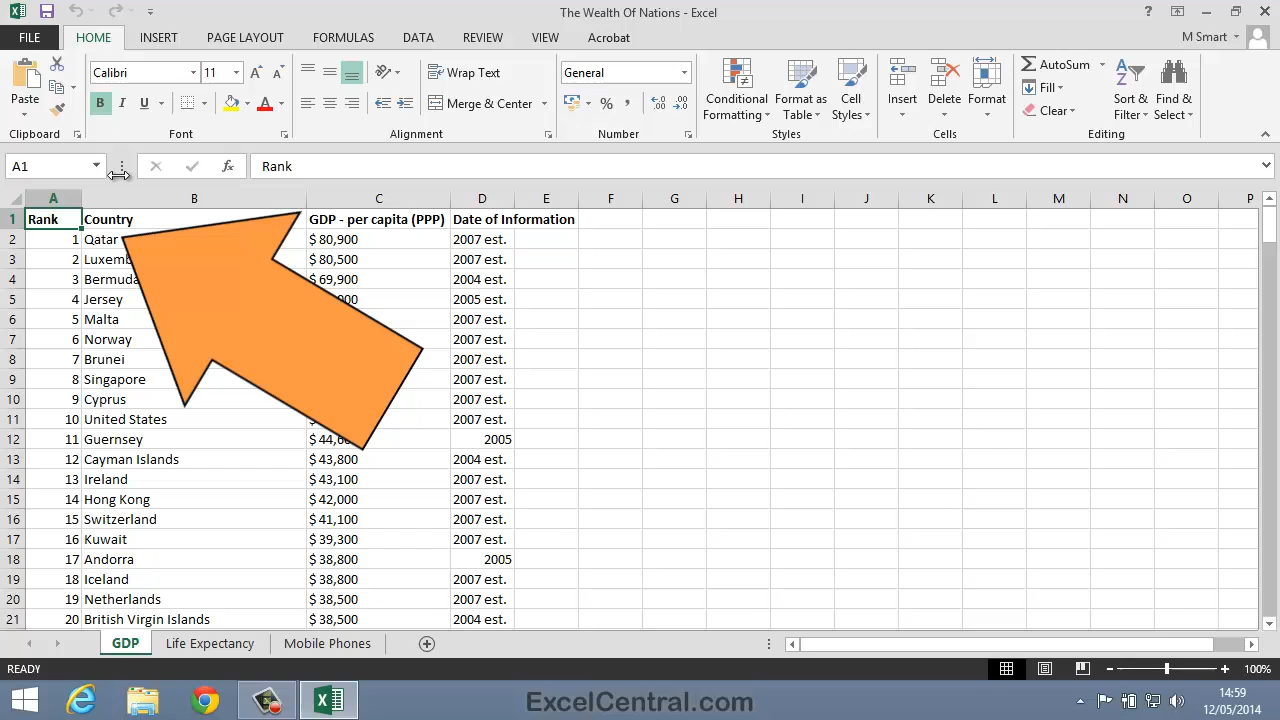 The Wealth Of Nations - Excel
FILE HOME INSERT PAGE LAYOUT FORMULAS DATA REVIEW VIEW Acrobat M Smart
Paste
Calibri 11
B I U A
Wrap Text
Merge & Center
General
% ,
Conditional Formatting
Format as Table
Cell Styles
Insert
Delete
Format
AutoSum
Fill
Clear
Sort & Filter
Find & Select
Clipboard Font Alignment Number Styles Cells Editing
A1 fx Rank
A B C D E F G H I J K L M N O P
1 Rank Country GDP - per capita (PPP) Date of Information
2 1 Qatar $ 80,900 2007 est.
3 2 $ 80,500 2007 est.
4 3 Bermuda $ 69,900 2004 est.
5 4 Jersey 2005 est.
6 5 Malta 2007 est.
7 6 Norway 2007 est.
8 7 Brunei 2007 est.
9 8 Singapore 2007 est.
10 9 Cyprus 2007 est.
11 10 United States 2007 est.
12 11 Guernsey 2005
13 12 Cayman Islands $ 43,800 2004 est.
14 13 Ireland $ 43,100 2007 est.
15 14 Hong Kong $ 42,000 2007 est.
16 15 Switzerland $ 41,100 2007 est.
17 16 Kuwait $ 39,300 2007 est.
18 17 Andorra $ 38,800 2005
19 18 Iceland $ 38,800 2007 est.
20 19 Netherlands $ 38,500 2007 est.
21 20 British Virgin Islands $ 38,500 2004 est.
GDP Life Expectancy Mobile Phones
READY 100%
ExcelCentral.com
14:59
12/05/2014